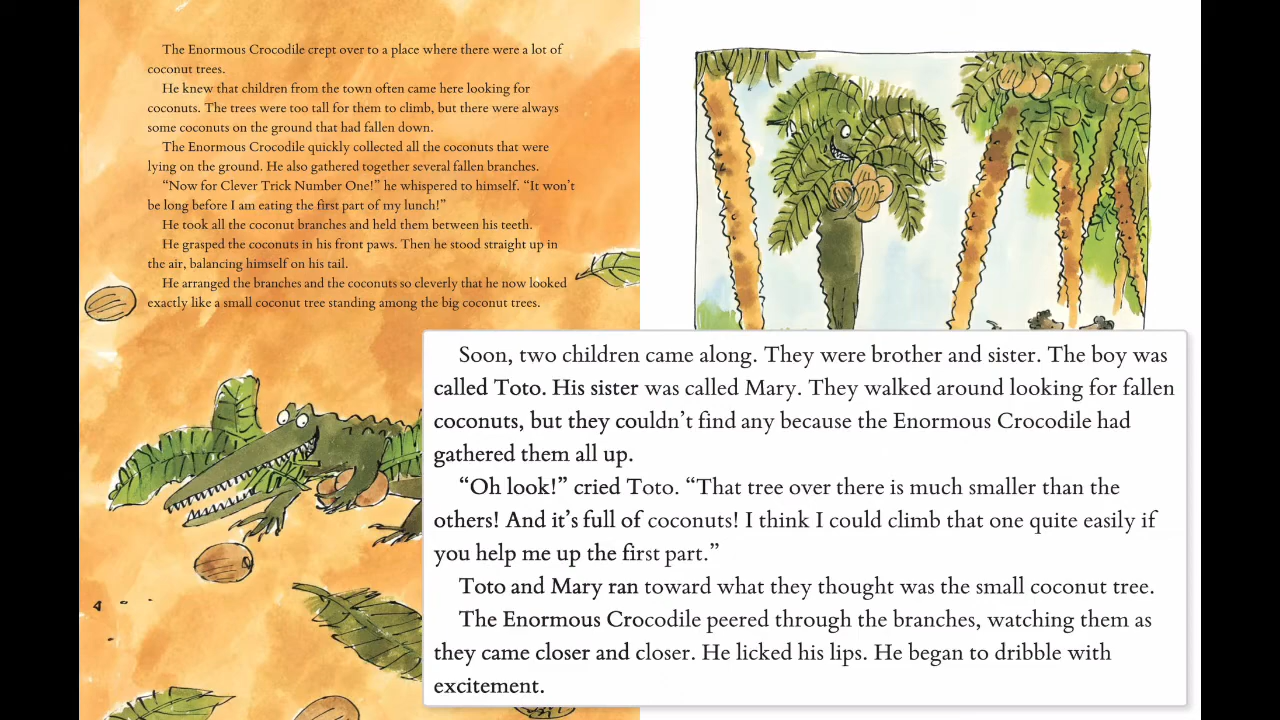 The Enormous Crocodile crept over to a place where there were a lot of
coconut trees.
He knew that children from the town often came here looking for
coconuts. The trees were too tall for them to climb, but there were always
some coconuts on the ground that had fallen down.
The Enormous Crocodile quickly collected all the coconuts that were
lying on the ground. He also gathered together several fallen branches.
“Now for Clever Trick Number One!” he whispered to himself. “It won’t
be long before I am eating the first part of my lunch!”
He took all the coconut branches and held them between his teeth.
He grasped the coconuts in his front paws. Then he stood straight up in
the air, balancing himself on his tail.
He arranged the branches and the coconuts so cleverly that he now looked
exactly like a small coconut tree standing among the big coconut trees.
Soon, two children came along. They were brother and sister. The boy was
called Toto. His sister was called Mary. They walked around looking for fallen
coconuts, but they couldn’t find any because the Enormous Crocodile had
gathered them all up.
“Oh look!” cried Toto. “That tree over there is much smaller than the
others! And it’s full of coconuts! I think I could climb that one quite easily if
you help me up the first part.”
Toto and Mary ran toward what they thought was the small coconut tree.
The Enormous Crocodile peered through the branches, watching them as
they came closer and closer. He licked his lips. He began to dribble with
excitement.
4